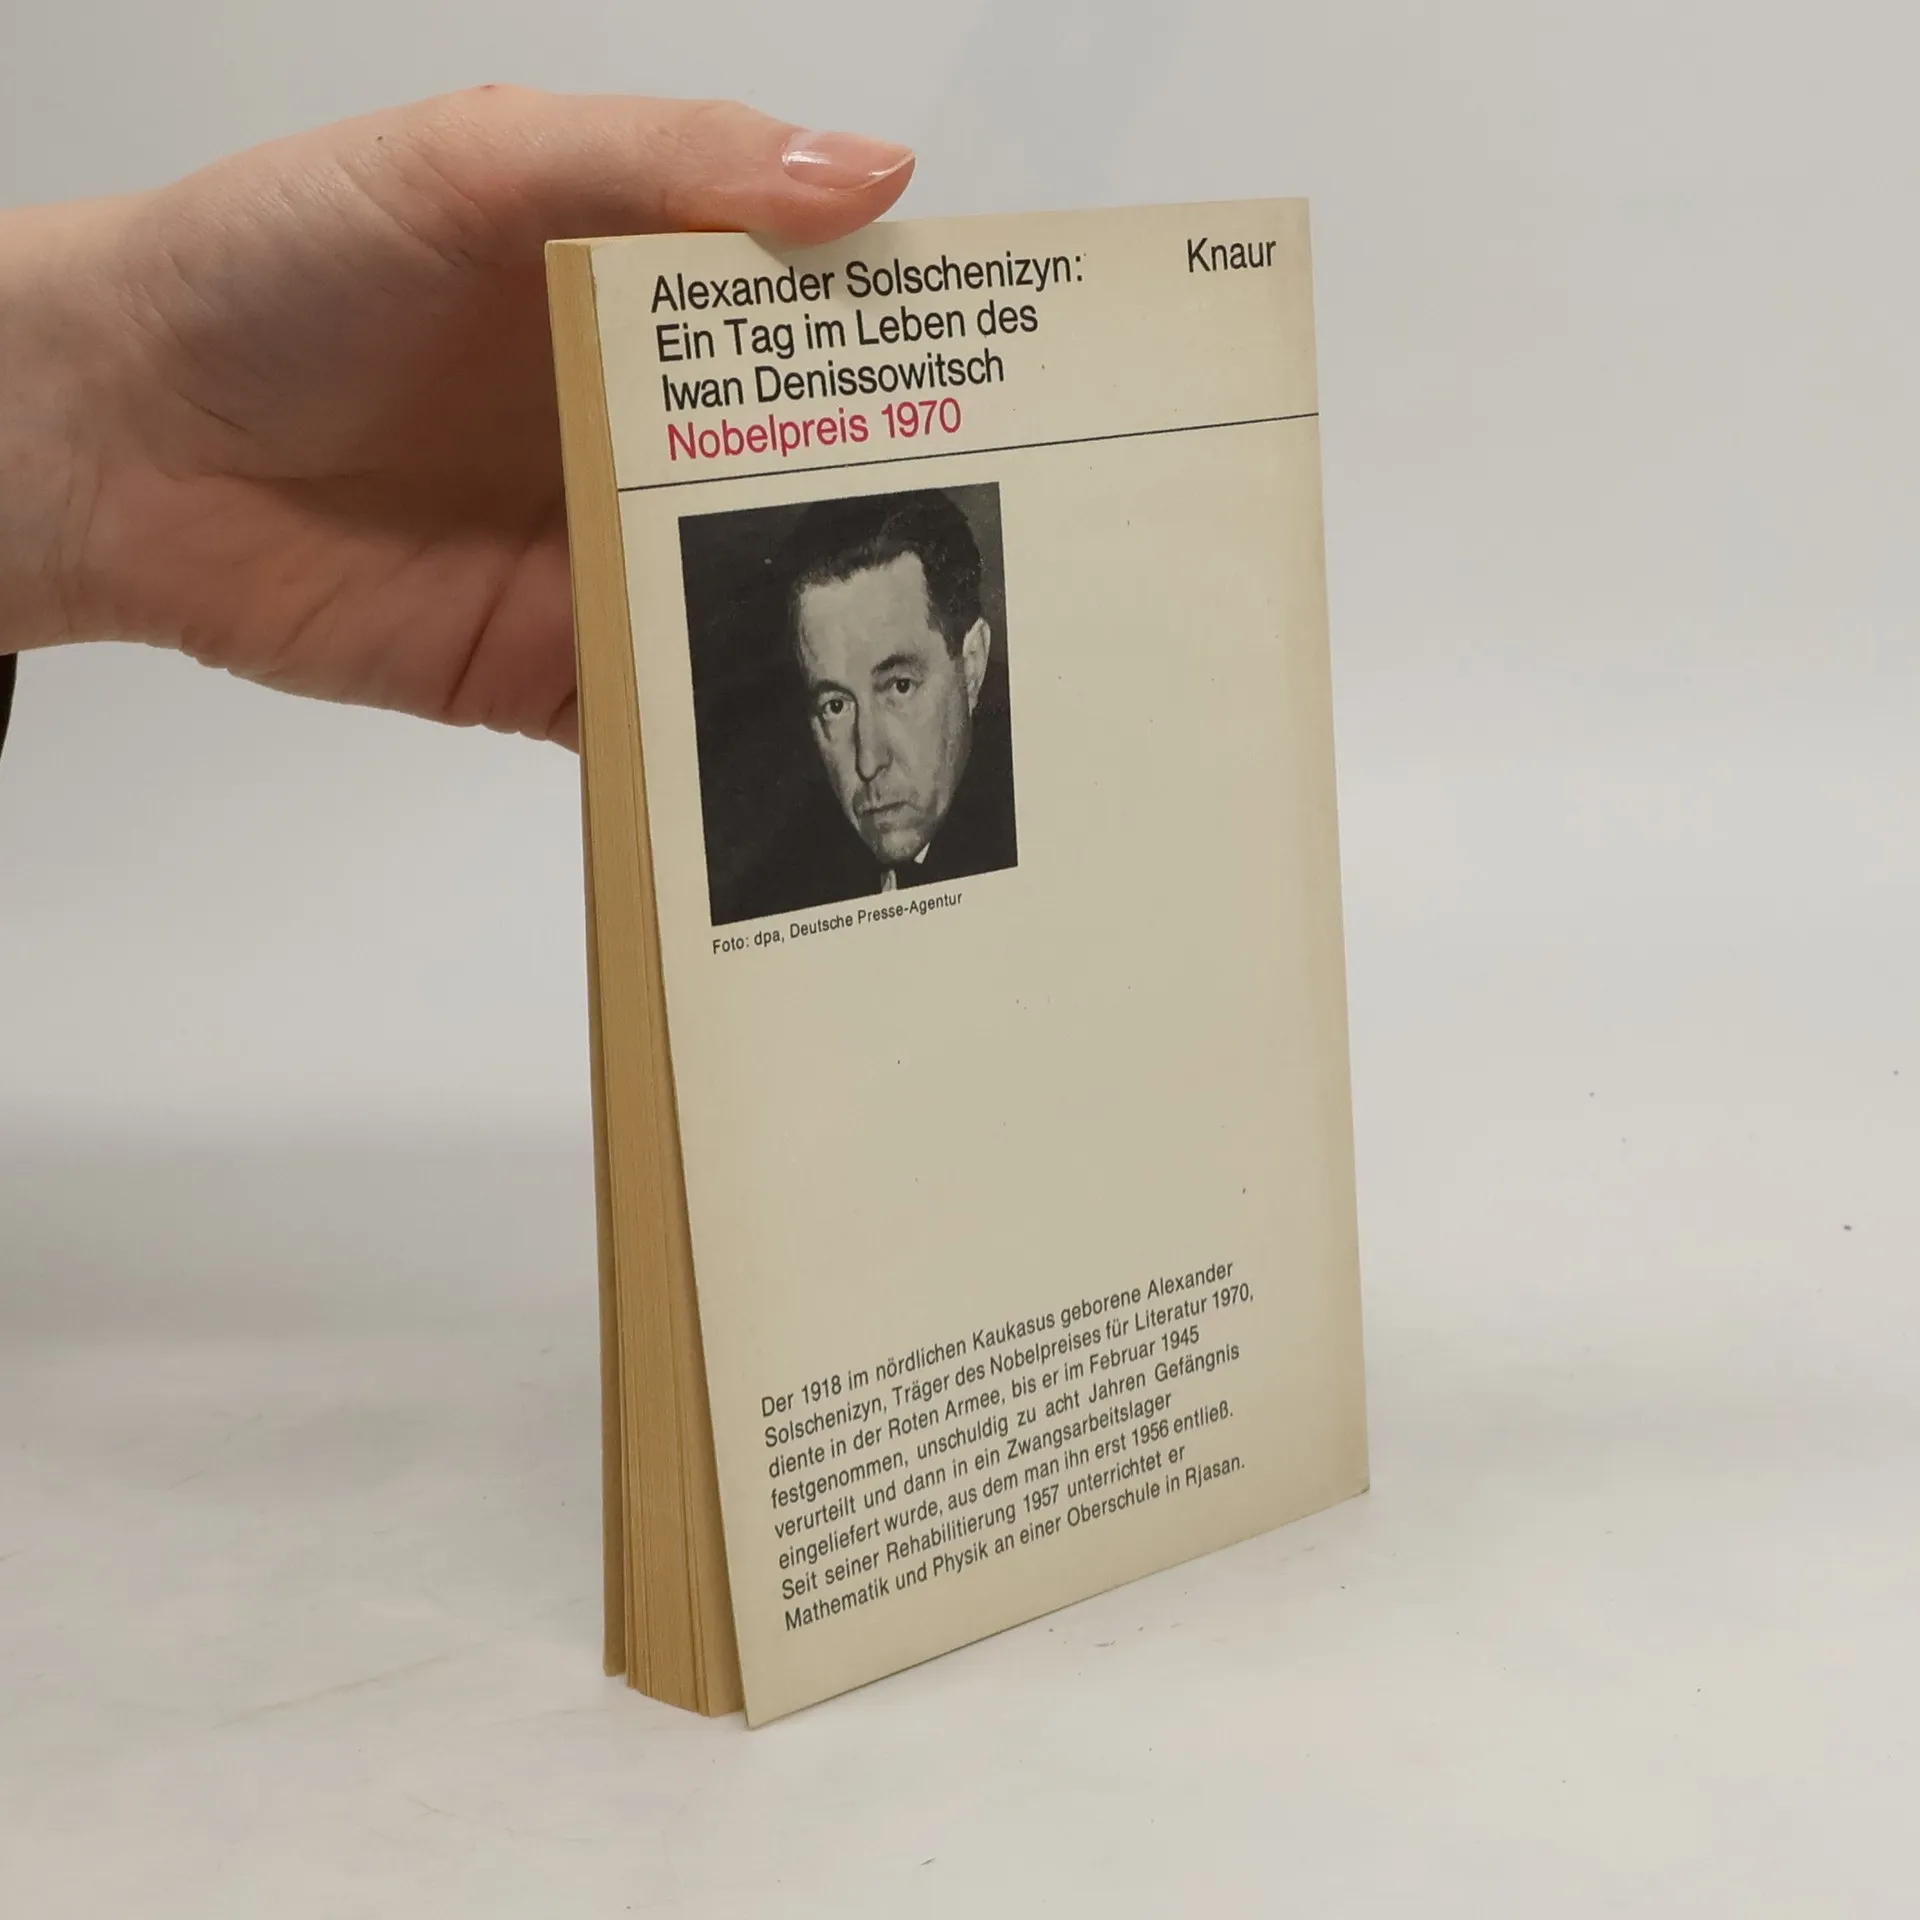 Alexander Solschenizyn:
Knaur
Ein Tag im Leben des
Iwan Denissowitsch
Nobelpreis 1970
Foto: dpa, Deutsche Presse-Agentur
Der 1918 im nördlichen Kaukasus geborene Alexander
Solschenizyn, Träger des Nobelpreises für Literatur 1970,
diente in der Roten Armee, bis er im Februar 1945
festgenommen, unschuldig zu acht Jahren Gefängnis
verurteilt und dann in ein Zwangsarbeitslager
eingeliefert wurde, aus dem man ihn erst 1956 entließ.
Seit seiner Rehabilitierung 1957 unterrichtet er
Mathematik und Physik an einer Oberschule in Rjasan.